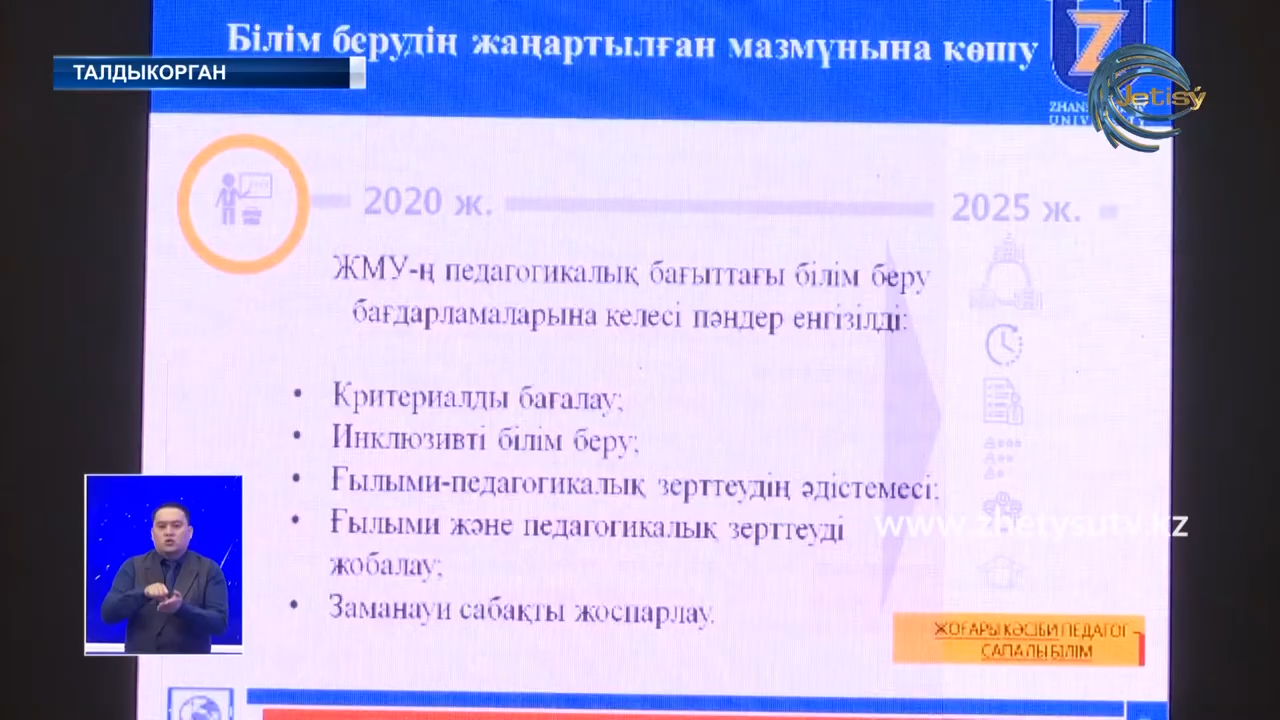 Білім берудің жаңартылған мазмұнына көшу
ТАЛДЫКОРГАН
Jetisý
UNIVERSITY
2020 ж.
2025 ж.
ЖМУ-ң педагогикалық бағыттағы білім беру
бағдарламаларына келесі пәндер енгізілді:
• Критериалды бағалау;
• Инклюзивті білім беру;
• Ғылыми-педагогикалық зерттеудің әдістемесі;
• Ғылыми және педагогикалық зерттеуді
жобалау;
• Заманауи сабақты жоспарлау.
www.zhetysutv.kz
ЖОҒАРЫ КӘСІБИ ПЕДАГОГ
САПАЛЫ БІЛІМ